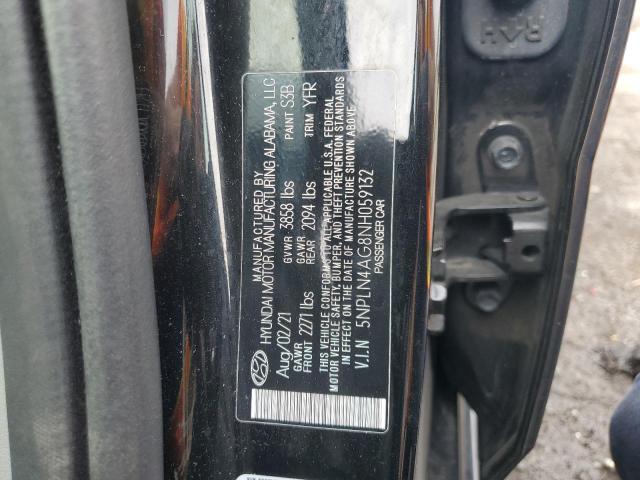 MANUFACTURED BY
HYUNDAI MOTOR MANUFACTURING ALABAMA, LLC
Aug/02/21 GVWR 3858 lbs PAINT S3B
GAWR FRONT 2271 lbs GAWR REAR 2094 lbs TRIM YFR
THIS VEHICLE CONFORMS TO ALL APPLICABLE U.S.A. FEDERAL
MOTOR VEHICLE SAFETY, BUMPER, AND THEFT PREVENTION STANDARDS
IN EFFECT ON THE DATE OF MANUFACTURE SHOWN ABOVE
V.I.N 5NPLN4AG8NH059132
PASSENGER CAR
RAH